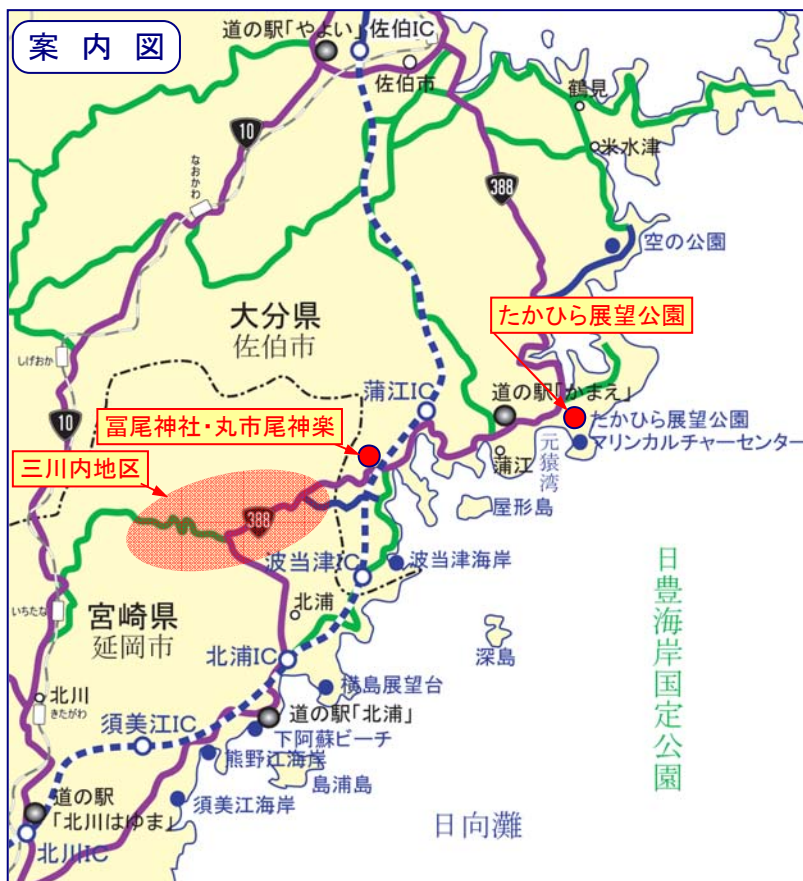 案内図
道の駅「やよい」
佐伯IC
佐伯市
鶴見
米水津
10
388
なおかわ
空の公園
大分県
佐伯市
たかひら展望公園
しげおか
蒲江IC
道の駅「かまえ」
たかひら展望公園
マリンカルチャーセンター
10
冨尾神社・丸市尾神楽
蒲江
元猿湾
三川内地区
屋形島
388
波当津IC
波当津海岸
いちたな
宮崎県
延岡市
北浦
深島
日豊海岸国定公園
北浦IC
横島展望台
北川
きたがわ
須美江IC
道の駅「北浦」
下阿蘇ビーチ
熊野江海岸
島浦島
道の駅
「北川はゆま」
須美江海岸
日向灘
北川IC